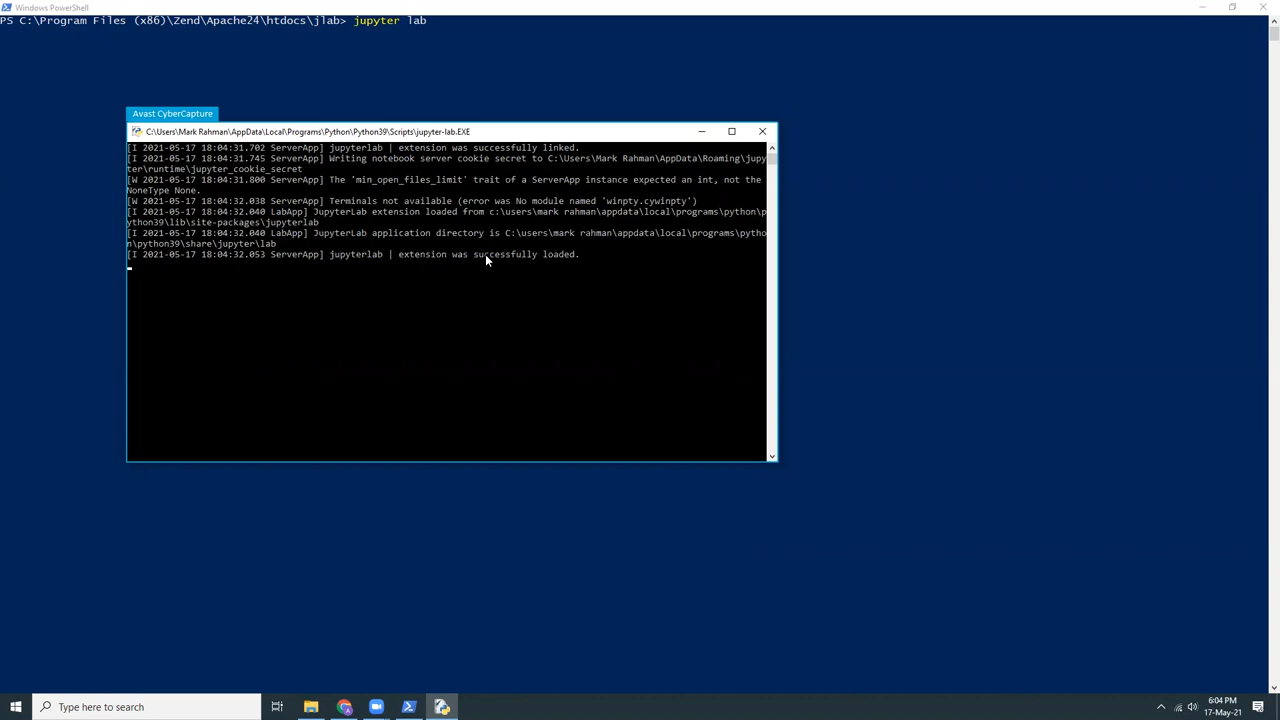 Windows PowerShell
PS C:\Program Files (x86)\Zend\Apache24\htdocs\jlab> jupyter lab
Avast CyberCapture
C:\Users\Mark Rahman\AppData\Local\Programs\Python\Python39\Scripts\jupyter-lab.EXE
[I 2021-05-17 18:04:31.702 ServerApp] jupyterlab | extension was successfully linked.
[I 2021-05-17 18:04:31.745 ServerApp] Writing notebook server cookie secret to C:\Users\Mark Rahman\AppData\Roaming\jupy
ter\runtime\jupyter_cookie_secret
[W 2021-05-17 18:04:31.800 ServerApp] The 'min_open_files_limit' trait of a ServerApp instance expected an int, not the
NoneType None.
[W 2021-05-17 18:04:32.038 ServerApp] Terminals not available (error was No module named 'winpty.cywinpty')
[I 2021-05-17 18:04:32.040 LabApp] JupyterLab extension loaded from c:\users\mark rahman\appdata\local\programs\python\p
ython39\lib\site-packages\jupyterlab
[I 2021-05-17 18:04:32.040 LabApp] JupyterLab application directory is C:\users\mark rahman\appdata\local\programs\pytho
n\python39\share\jupyter\lab
[I 2021-05-17 18:04:32.053 ServerApp] jupyterlab | extension was successfully loaded.
Type here to search
6:04 PM
17-May-21